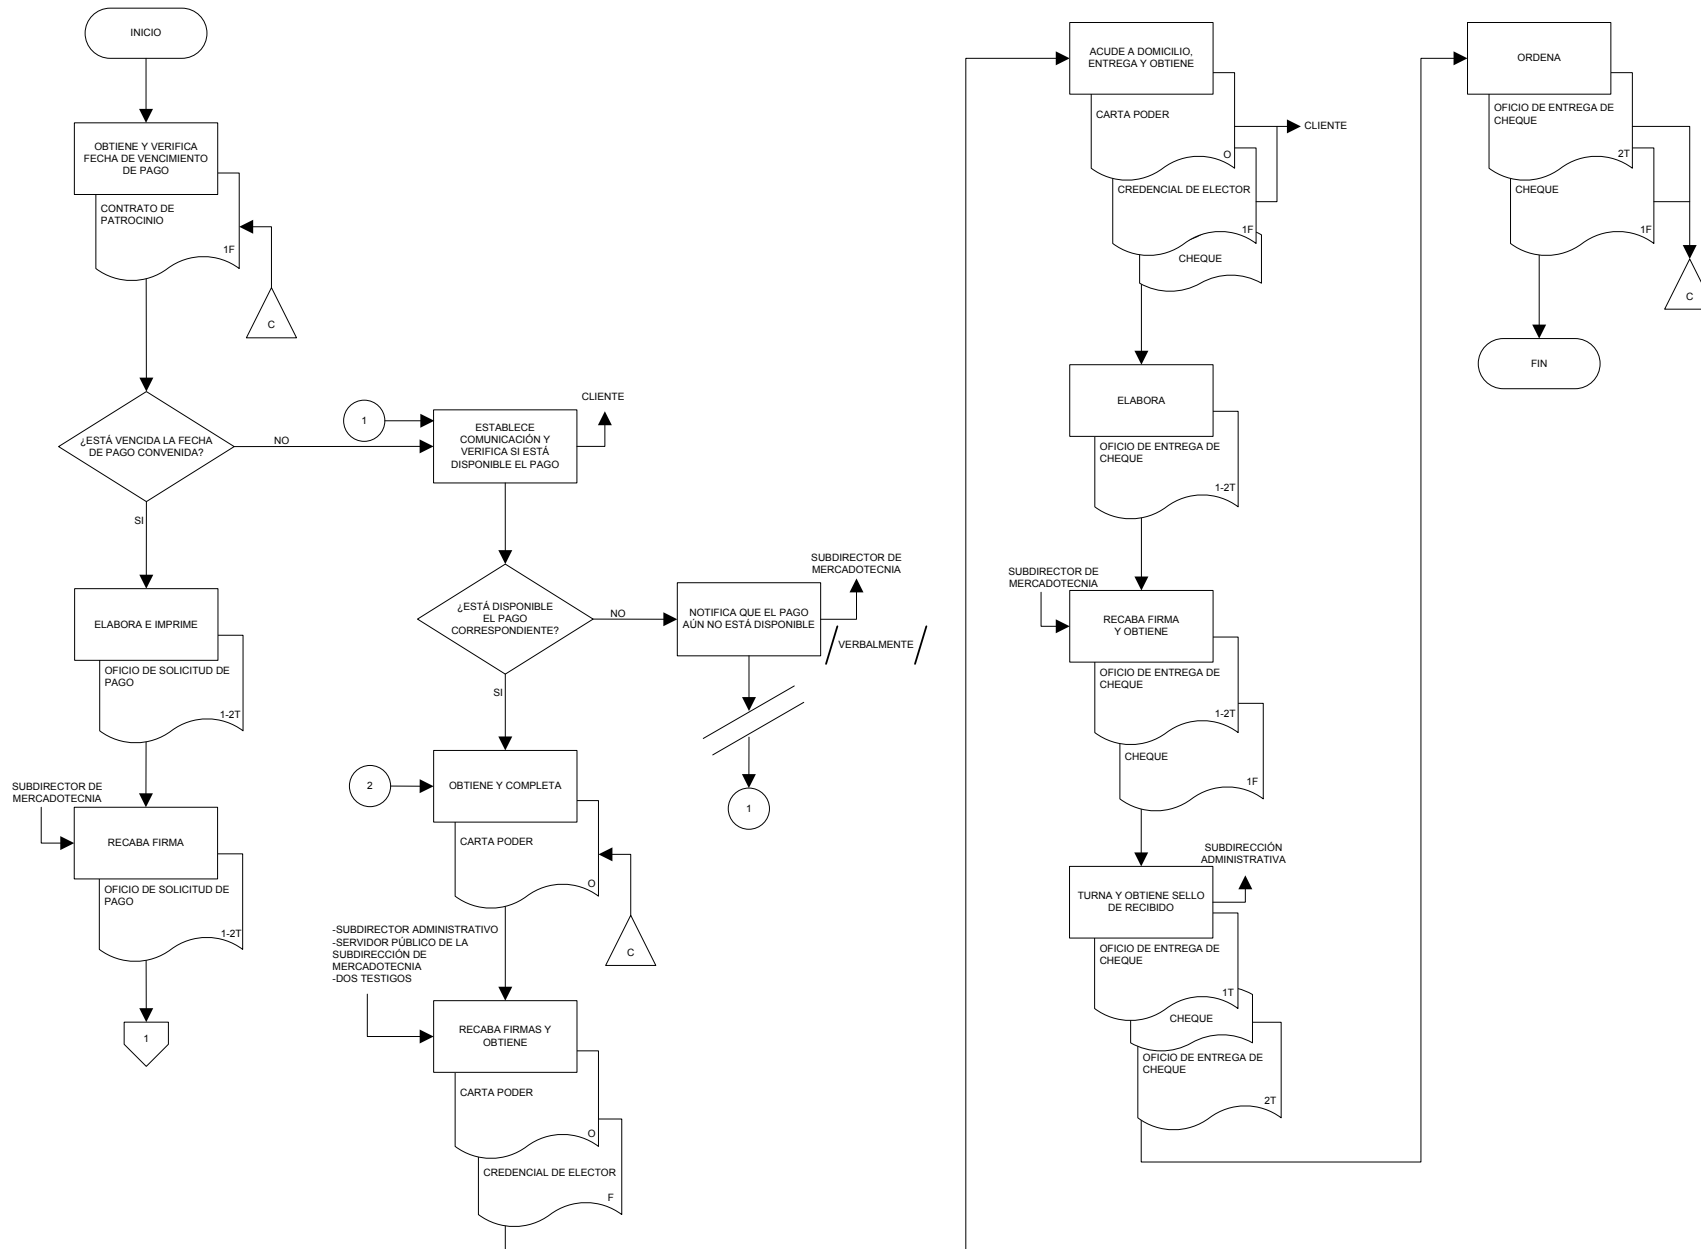 INICIO
OBTIENE Y VERIFICA
FECHA DE VENCIMIENTO
DE PAGO
CONTRATO DE
PATROCINIO
1F
C
¿ESTÁ VENCIDA LA FECHA
DE PAGO CONVENIDA?
NO
SI
ELABORA E IMPRIME
OFICIO DE SOLICITUD DE
PAGO
1-2T
SUBDIRECTOR DE
MERCADOTECNIA
RECABA FIRMA
OFICIO DE SOLICITUD DE
PAGO
1-2T
1
1
CLIENTE
ESTABLECE
COMUNICACIÓN Y
VERIFICA SI ESTÁ
DISPONIBLE EL PAGO
¿ESTÁ DISPONIBLE
EL PAGO
CORRESPONDIENTE?
NO
SI
SUBDIRECTOR DE
MERCADOTECNIA
NOTIFICA QUE EL PAGO
AÚN NO ESTÁ DISPONIBLE
VERBALMENTE
1
2
OBTIENE Y COMPLETA
CARTA PODER
O
C
-SUBDIRECTOR ADMINISTRATIVO
-SERVIDOR PÚBLICO DE LA
SUBDIRECCIÓN DE
MERCADOTECNIA
-DOS TESTIGOS
RECABA FIRMAS Y
OBTIENE
CARTA PODER
O
CREDENCIAL DE ELECTOR
F
ACUDE A DOMICILIO,
ENTREGA Y OBTIENE
CARTA PODER
O
CLIENTE
CREDENCIAL DE ELECTOR
1F
CHEQUE
ELABORA
OFICIO DE ENTREGA DE
CHEQUE
1-2T
SUBDIRECTOR DE
MERCADOTECNIA
RECABA FIRMA
Y OBTIENE
OFICIO DE ENTREGA DE
CHEQUE
1-2T
CHEQUE
1F
SUBDIRECCIÓN
ADMINISTRATIVA
TURNA Y OBTIENE SELLO
DE RECIBIDO
OFICIO DE ENTREGA DE
CHEQUE
1T
CHEQUE
OFICIO DE ENTREGA DE
CHEQUE
2T
ORDENA
OFICIO DE ENTREGA DE
CHEQUE
2T
CHEQUE
1F
C
FIN